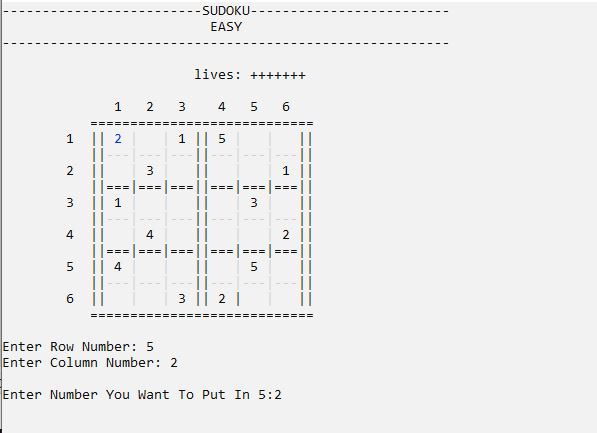 -------------------------SUDOKU-------------------------
EASY
--------------------------------------------------------
lives: +++++++
1   2   3    4   5   6
============================
1  || 2 |   | 1 || 5 |   |   ||
||---|---|---||---|---|---||
2  ||   | 3 |   ||   |   | 1 ||
||===|===|===||===|===|===||
3  || 1 |   |   ||   | 3 |   ||
||---|---|---||---|---|---||
4  ||   | 4 |   ||   |   | 2 ||
||===|===|===||===|===|===||
5  || 4 |   |   ||   | 5 |   ||
||---|---|---||---|---|---||
6  ||   |   | 3 || 2 |   |   ||
============================
Enter Row Number: 5
Enter Column Number: 2
Enter Number You Want To Put In 5:2